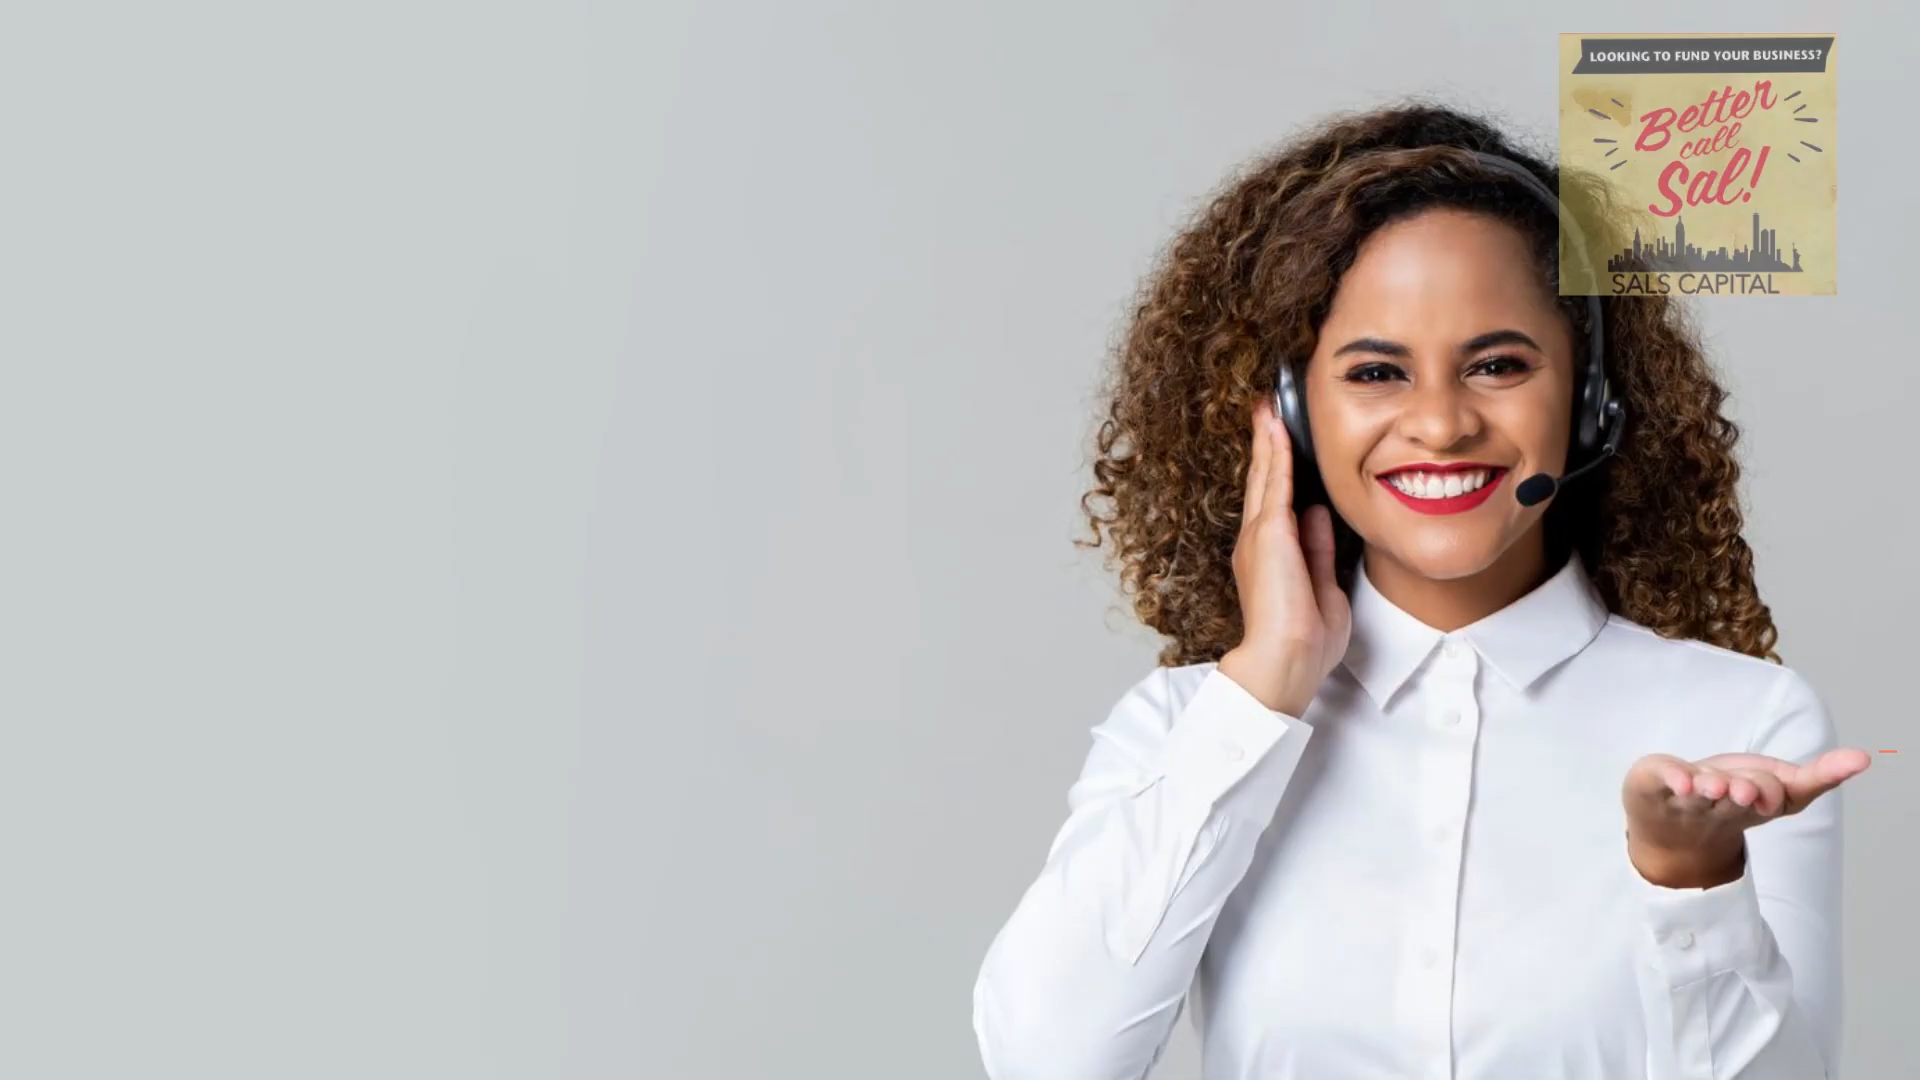 LOOKING TO FUND YOUR BUSINESS?
Better
call
Sal!
SALS CAPITAL